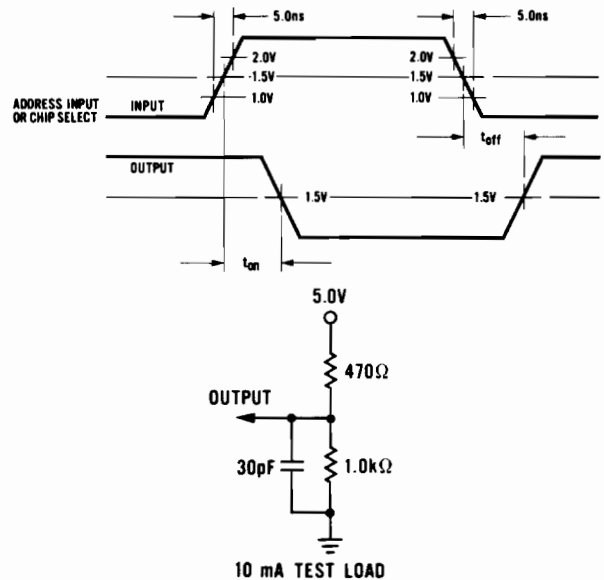 5.0ns 5.0ns
2.0V 2.0V
1.5V 1.5V
1.0V 1.0V
ADDRESS INPUT
OR CHIP SELECT
INPUT
toff
OUTPUT
1.5V 1.5V
ton
5.0V
470Ω
OUTPUT
30pF 1.0kΩ
10 mA TEST LOAD